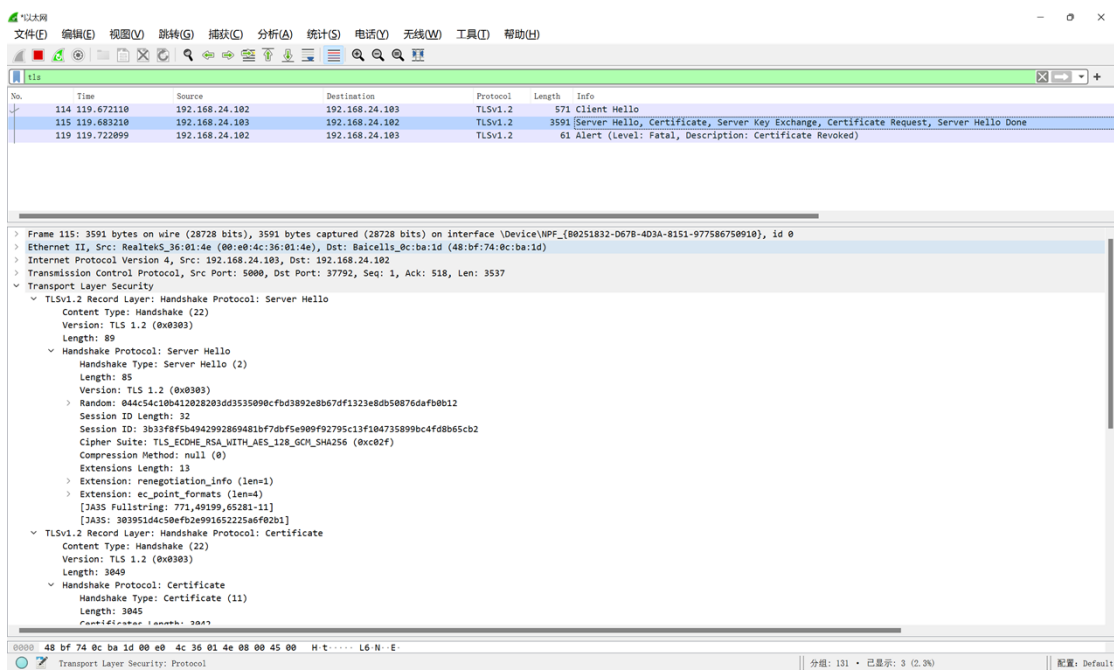 *以太网
文件(F) 编辑(E) 视图(V) 跳转(G) 捕获(C) 分析(A) 统计(S) 电话(Y) 无线(W) 工具(T) 帮助(H)
tls
No. Time Source Destination Protocol Length Info
114 119.672110 192.168.24.102 192.168.24.103 TLSv1.2 571 Client Hello
115 119.683210 192.168.24.103 192.168.24.102 TLSv1.2 3591 Server Hello, Certificate, Server Key Exchange, Certificate Request, Server Hello Done
119 119.722099 192.168.24.102 192.168.24.103 TLSv1.2 61 Alert (Level: Fatal, Description: Certificate Revoked)
Frame 115: 3591 bytes on wire (28728 bits), 3591 bytes captured (28728 bits) on interface \Device\NPF_{B0251832-D67B-4D3A-8151-977586750910}, id 0
Ethernet II, Src: RealtekS_36:01:4e (00:e0:4c:36:01:4e), Dst: Baicells_0c:ba:1d (48:bf:74:0c:ba:1d)
Internet Protocol Version 4, Src: 192.168.24.103, Dst: 192.168.24.102
Transmission Control Protocol, Src Port: 5000, Dst Port: 37792, Seq: 1, Ack: 518, Len: 3537
Transport Layer Security
TLSv1.2 Record Layer: Handshake Protocol: Server Hello
Content Type: Handshake (22)
Version: TLS 1.2 (0x0303)
Length: 89
Handshake Protocol: Server Hello
Handshake Type: Server Hello (2)
Length: 85
Version: TLS 1.2 (0x0303)
Random: 044c54c10b412028203dd3535090cfbd3892e8b67df1323e8db50876dafb0b12
Session ID Length: 32
Session ID: 3b33f8f5b4942992869481bf7dbf5e909f92795c13f104735899bc4fd8b65cb2
Cipher Suite: TLS_ECDHE_RSA_WITH_AES_128_GCM_SHA256 (0xc02f)
Compression Method: null (0)
Extensions Length: 13
Extension: renegotiation_info (len=1)
Extension: ec_point_formats (len=4)
[JA3S Fullstring: 771,49199,65281-11]
[JA3S: 303951d4c50efb2e991652225a6f02b1]
TLSv1.2 Record Layer: Handshake Protocol: Certificate
Content Type: Handshake (22)
Version: TLS 1.2 (0x0303)
Length: 3049
Handshake Protocol: Certificate
Handshake Type: Certificate (11)
Length: 3045
Certificates Length: 3042
0000 48 bf 74 0c ba 1d 00 e0 4c 36 01 4e 08 00 45 00 H·t····· L6·N··E·
Transport Layer Security: Protocol 分组: 131 · 已显示: 3 (2.3%) 配置: Default